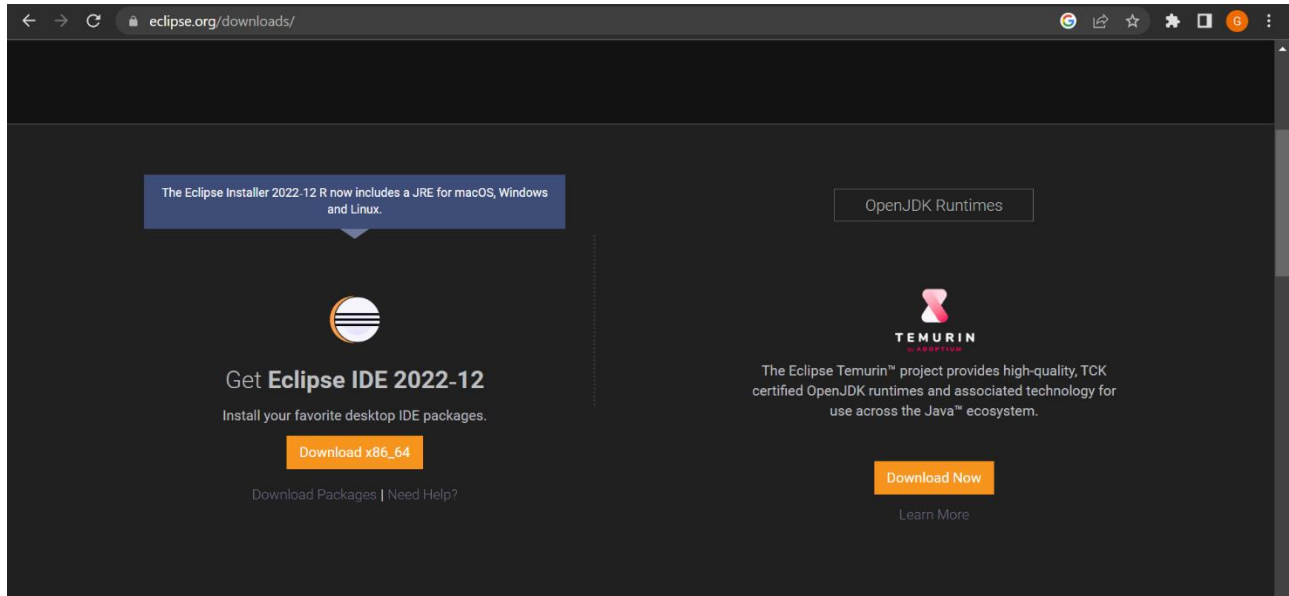 eclipse.org/downloads/
G
The Eclipse Installer 2022-12 R now includes a JRE for macOS, Windows
and Linux.
Get Eclipse IDE 2022-12
Install your favorite desktop IDE packages.
Download x86_64
Download Packages | Need Help?
OpenJDK Runtimes
TEMURIN
by ADOPTIUM
The Eclipse Temurin™ project provides high-quality, TCK
certified OpenJDK runtimes and associated technology for
use across the Java™ ecosystem.
Download Now
Learn More